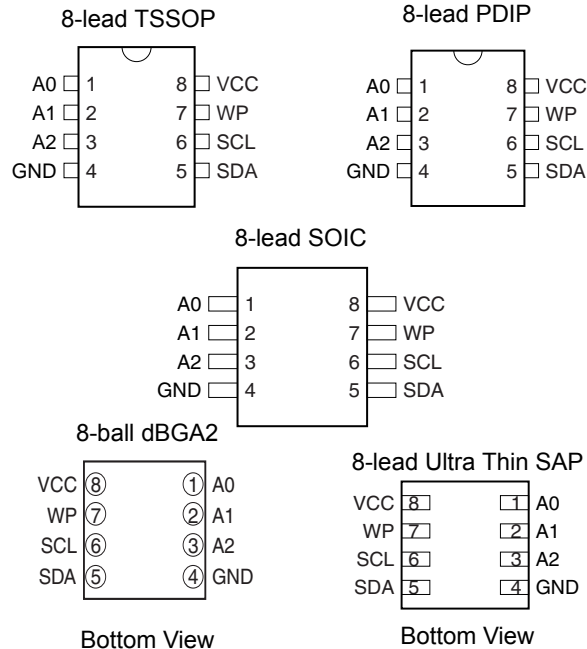 8-lead TSSOP
A0 1 8 VCC
A1 2 7 WP
A2 3 6 SCL
GND 4 5 SDA
8-lead PDIP
A0 1 8 VCC
A1 2 7 WP
A2 3 6 SCL
GND 4 5 SDA
8-lead SOIC
A0 1 8 VCC
A1 2 7 WP
A2 3 6 SCL
GND 4 5 SDA
8-ball dBGA2
VCC 8 1 A0
WP 7 2 A1
SCL 6 3 A2
SDA 5 4 GND
Bottom View
8-lead Ultra Thin SAP
VCC 8 1 A0
WP 7 2 A1
SCL 6 3 A2
SDA 5 4 GND
Bottom View